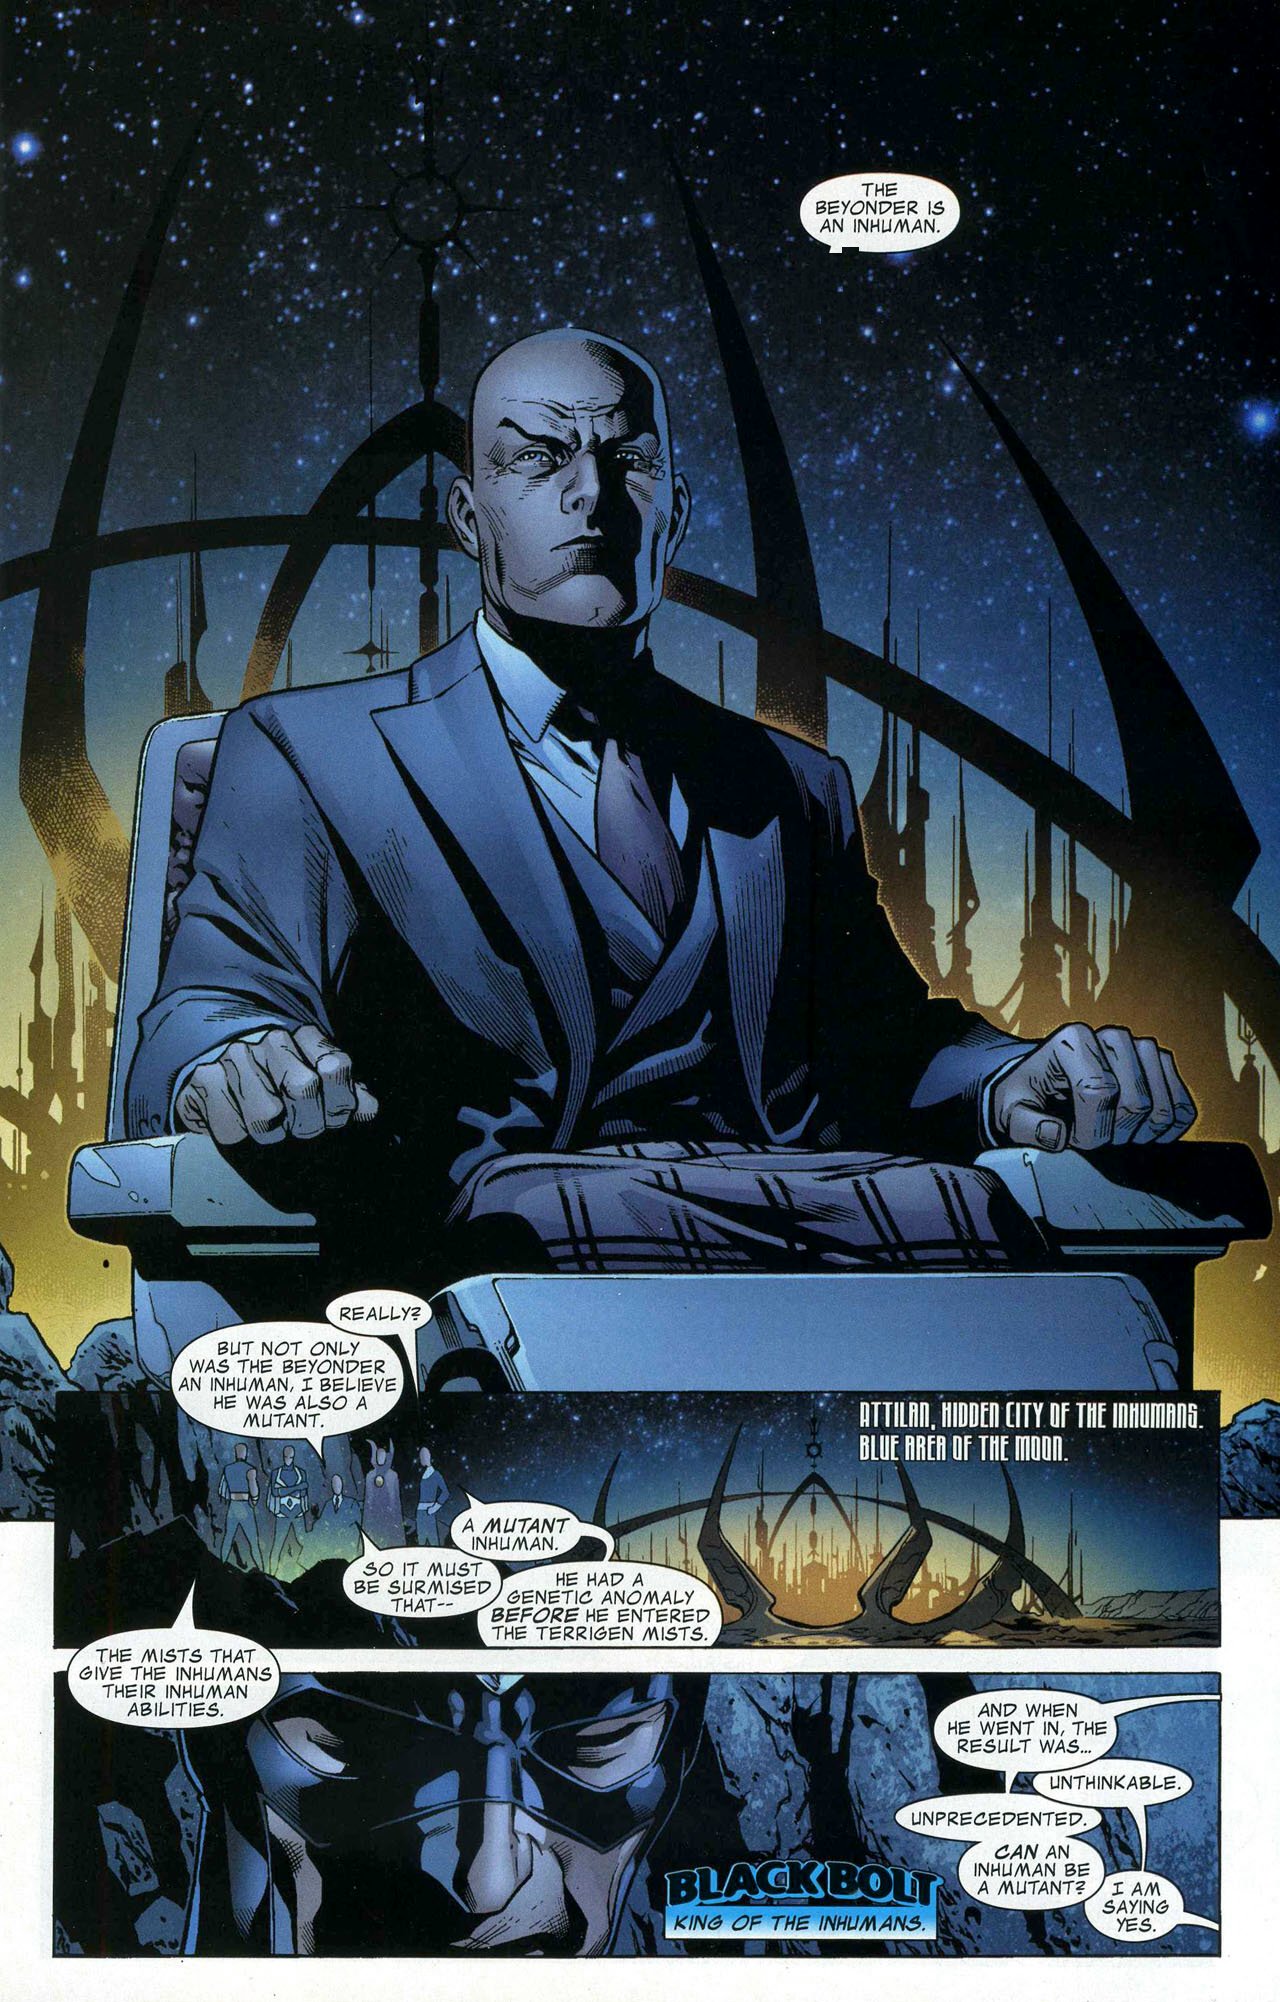 THE
BEYONDER IS
AN INHUMAN.
REALLY?
BUT NOT ONLY
WAS THE BEYONDER
AN INHUMAN, I BELIEVE
HE WAS ALSO A
MUTANT.
ATTILAN, HIDDEN CITY OF THE INHUMANS.
BLUE AREA OF THE MOON.
A MUTANT
INHUMAN.
SO IT MUST
BE SURMISED
THAT--
HE HAD A
GENETIC ANOMALY
BEFORE HE ENTERED
THE TERRIGEN MISTS.
THE MISTS THAT
GIVE THE INHUMANS
THEIR INHUMAN
ABILITIES.
AND WHEN
HE WENT IN, THE
RESULT WAS...
UNTHINKABLE.
UNPRECEDENTED.
CAN AN
INHUMAN BE
A MUTANT?
I AM
SAYING
YES.
BLACK BOLT
KING OF THE INHUMANS.